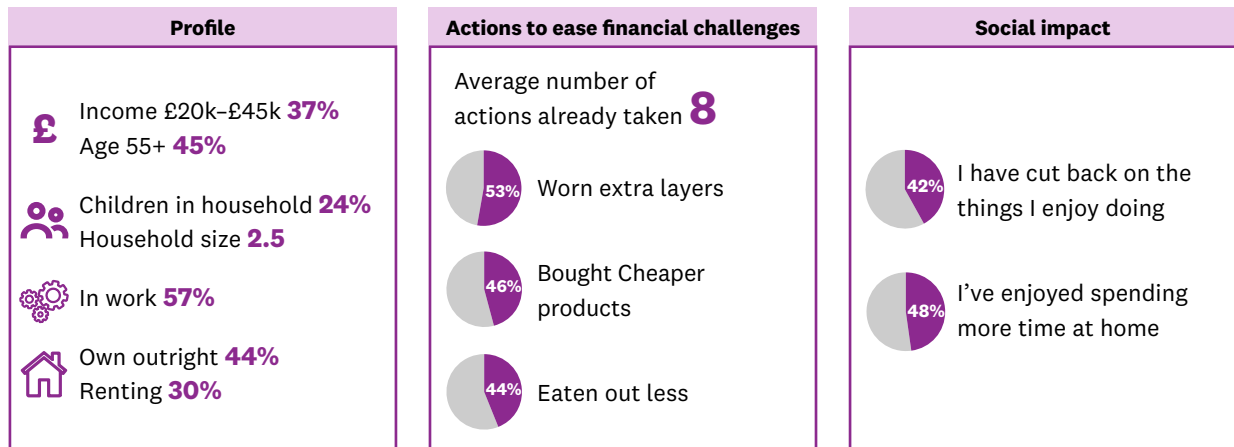 Profile
£
Income £20k–£45k 37%
Age 55+ 45%
Children in household 24%
Household size 2.5
In work 57%
Own outright 44%
Renting 30%
Actions to ease financial challenges
Average number of
actions already taken 8
53% Worn extra layers
46% Bought Cheaper
products
44% Eaten out less
Social impact
42% I have cut back on the
things I enjoy doing
48% I’ve enjoyed spending
more time at home